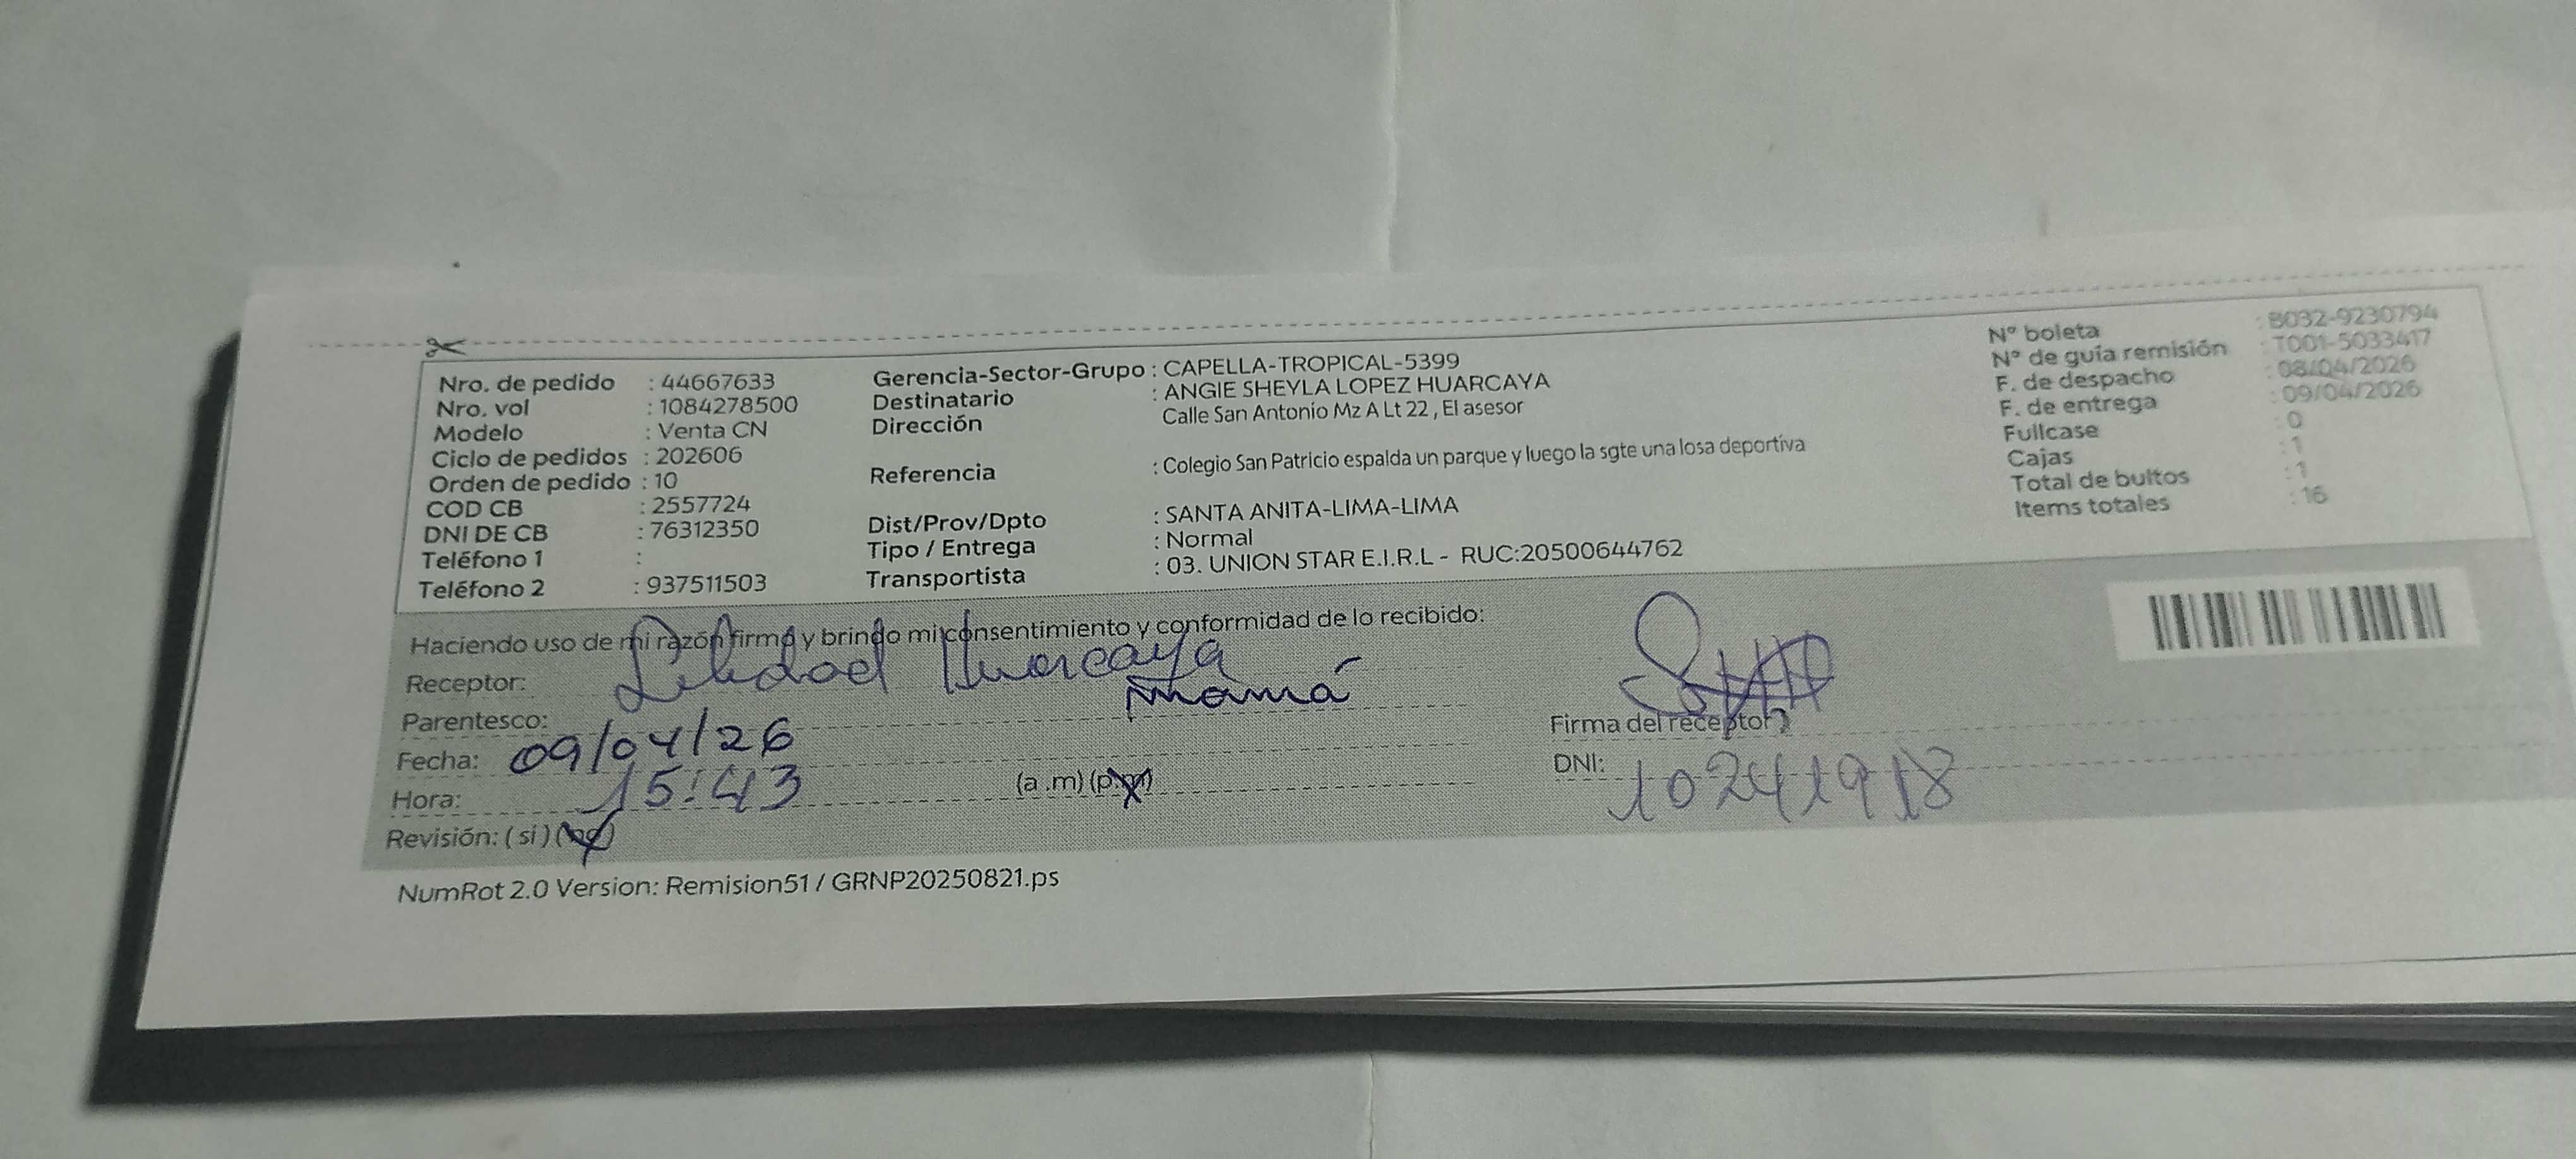 Nro. de pedido : 44667633
Nro. vol : 1084278500
Modelo : Venta CN
Ciclo de pedidos : 202606
Orden de pedido : 10
COD CB : 2557724
DNI DE CB : 76312350
Teléfono 1 :
Teléfono 2 : 937511503
Gerencia-Sector-Grupo : CAPELLA-TROPICAL-5399
Destinatario : ANGIE SHEYLA LOPEZ HUARCAYA
Dirección Calle San Antonio Mz A Lt 22 , El asesor
Referencia : Colegio San Patricio espalda un parque y luego la sgte una losa deportiva
Dist/Prov/Dpto : SANTA ANITA-LIMA-LIMA
Tipo / Entrega : Normal
Transportista : 03. UNION STAR E.I.R.L - RUC:20500644762
N° boleta : B032-9230794
N° de guía remisión : T001-5033417
F. de despacho : 08/04/2026
F. de entrega : 09/04/2026
Fullcase : 0
Cajas : 1
Total de bultos : 1
Items totales : 16
Haciendo uso de mi razón firmo y brindo mi consentimiento y conformidad de lo recibido:
Receptor: Huarcaya
Parentesco: mamá
Fecha: 09/04/26
Hora: 15:43 (a .m) (p.m)
Revisión: ( si ) (no)
Firma del receptor
DNI: 10241918
NumRot 2.0 Version: Remision51 / GRNP20250821.ps